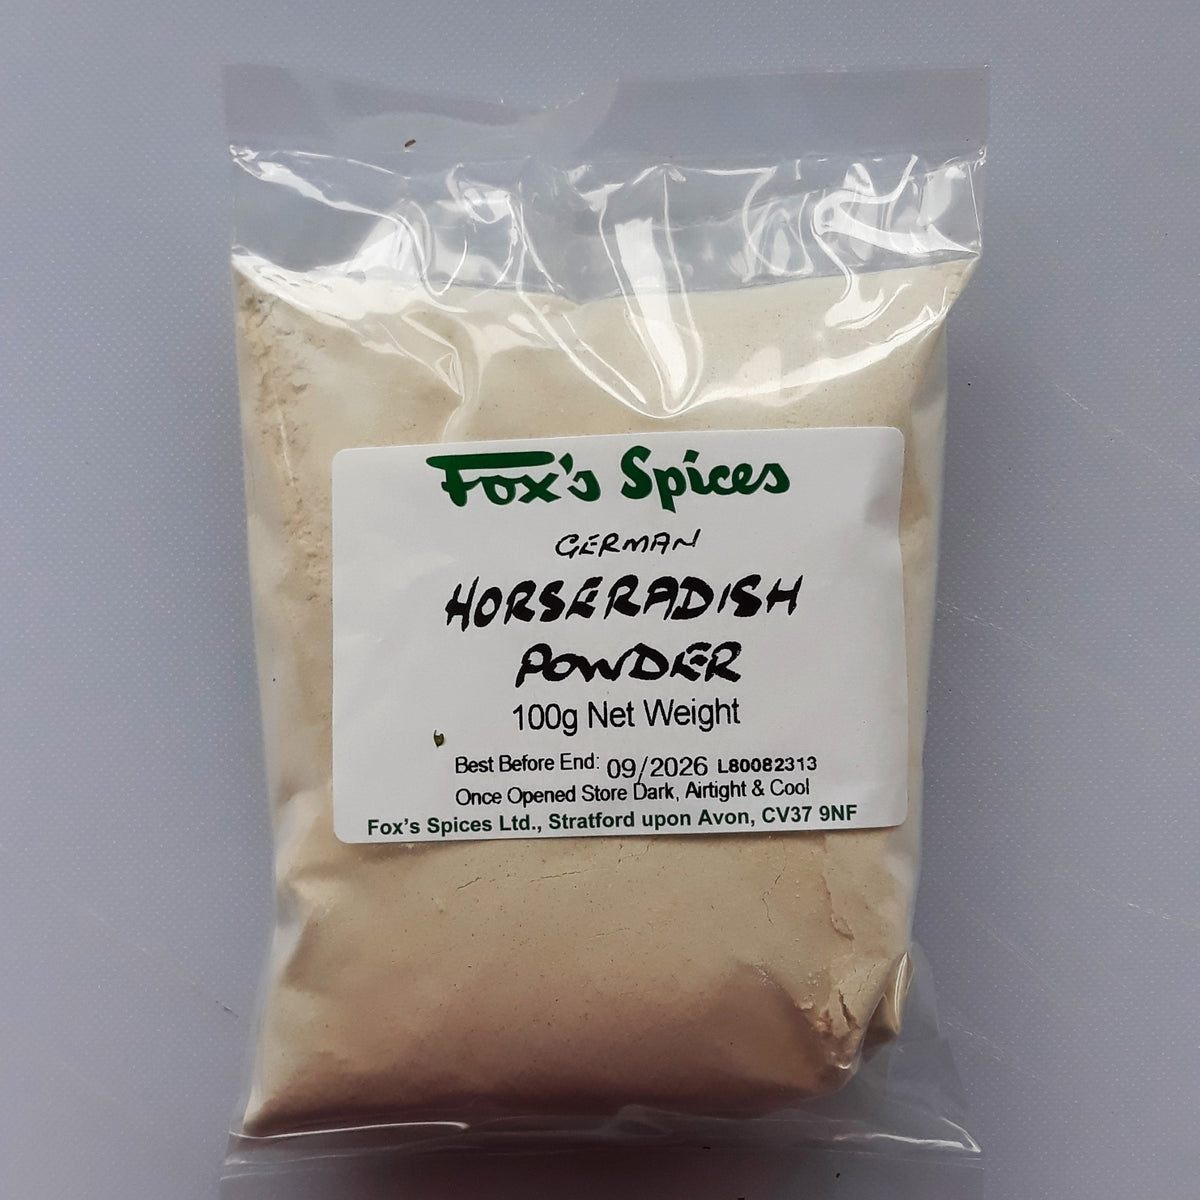 Fox's Spices
GERMAN
HORSERADISH
POWDER
100g Net Weight
Best Before End: 09/2026 L80082313
Once Opened Store Dark, Airtight & Cool
Fox's Spices Ltd., Stratford upon Avon, CV37 9NF